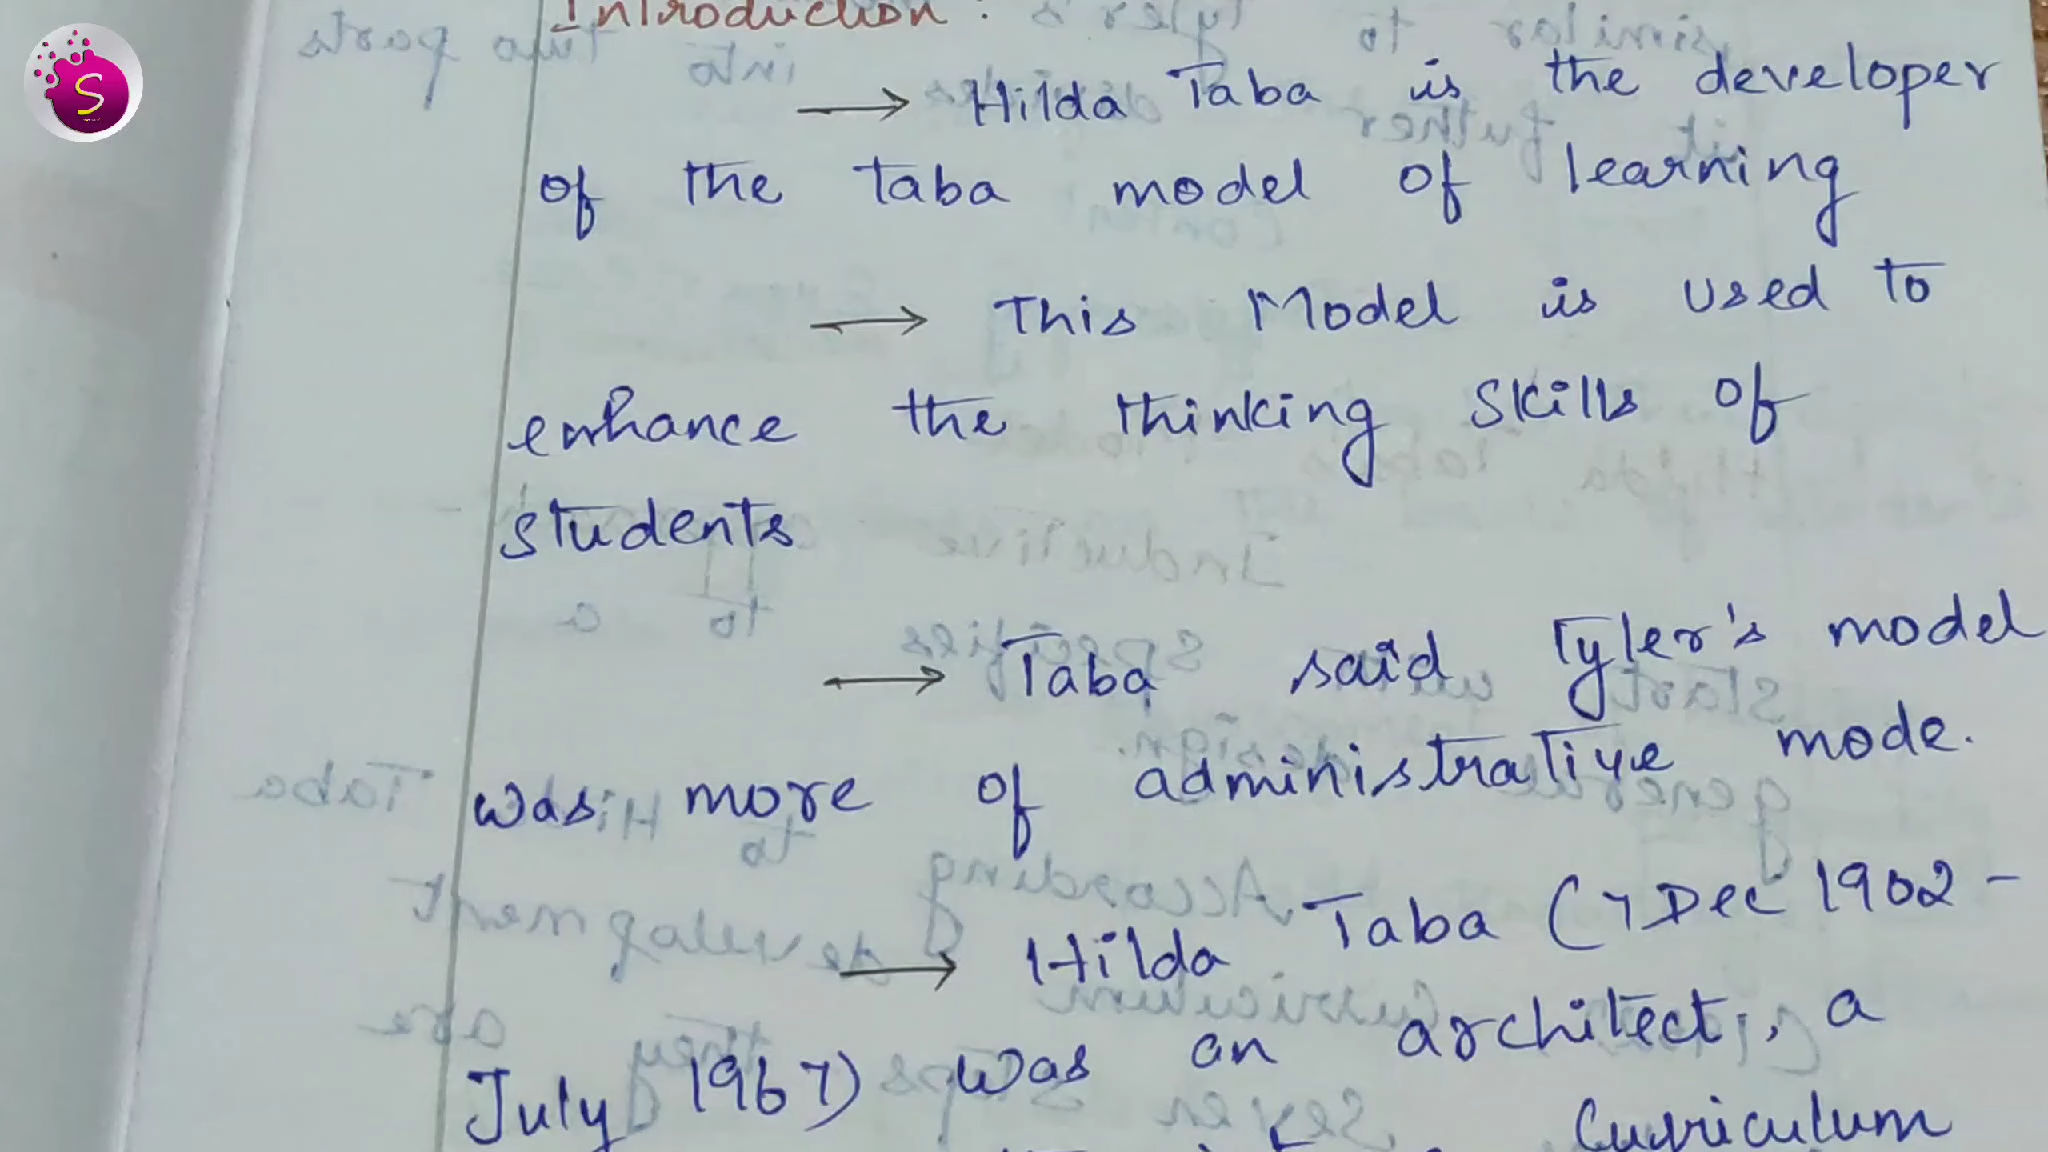 Introduction:
→ Hilda Taba is the developer
of the taba model of learning
→ This Model is used to
enhance the thinking skills of
students
→ Taba said Tyler's model
was more of administrative mode.
→ Hilda Taba (7 Dec 1902 -
July 1967) was an architect, a
Curriculum
S